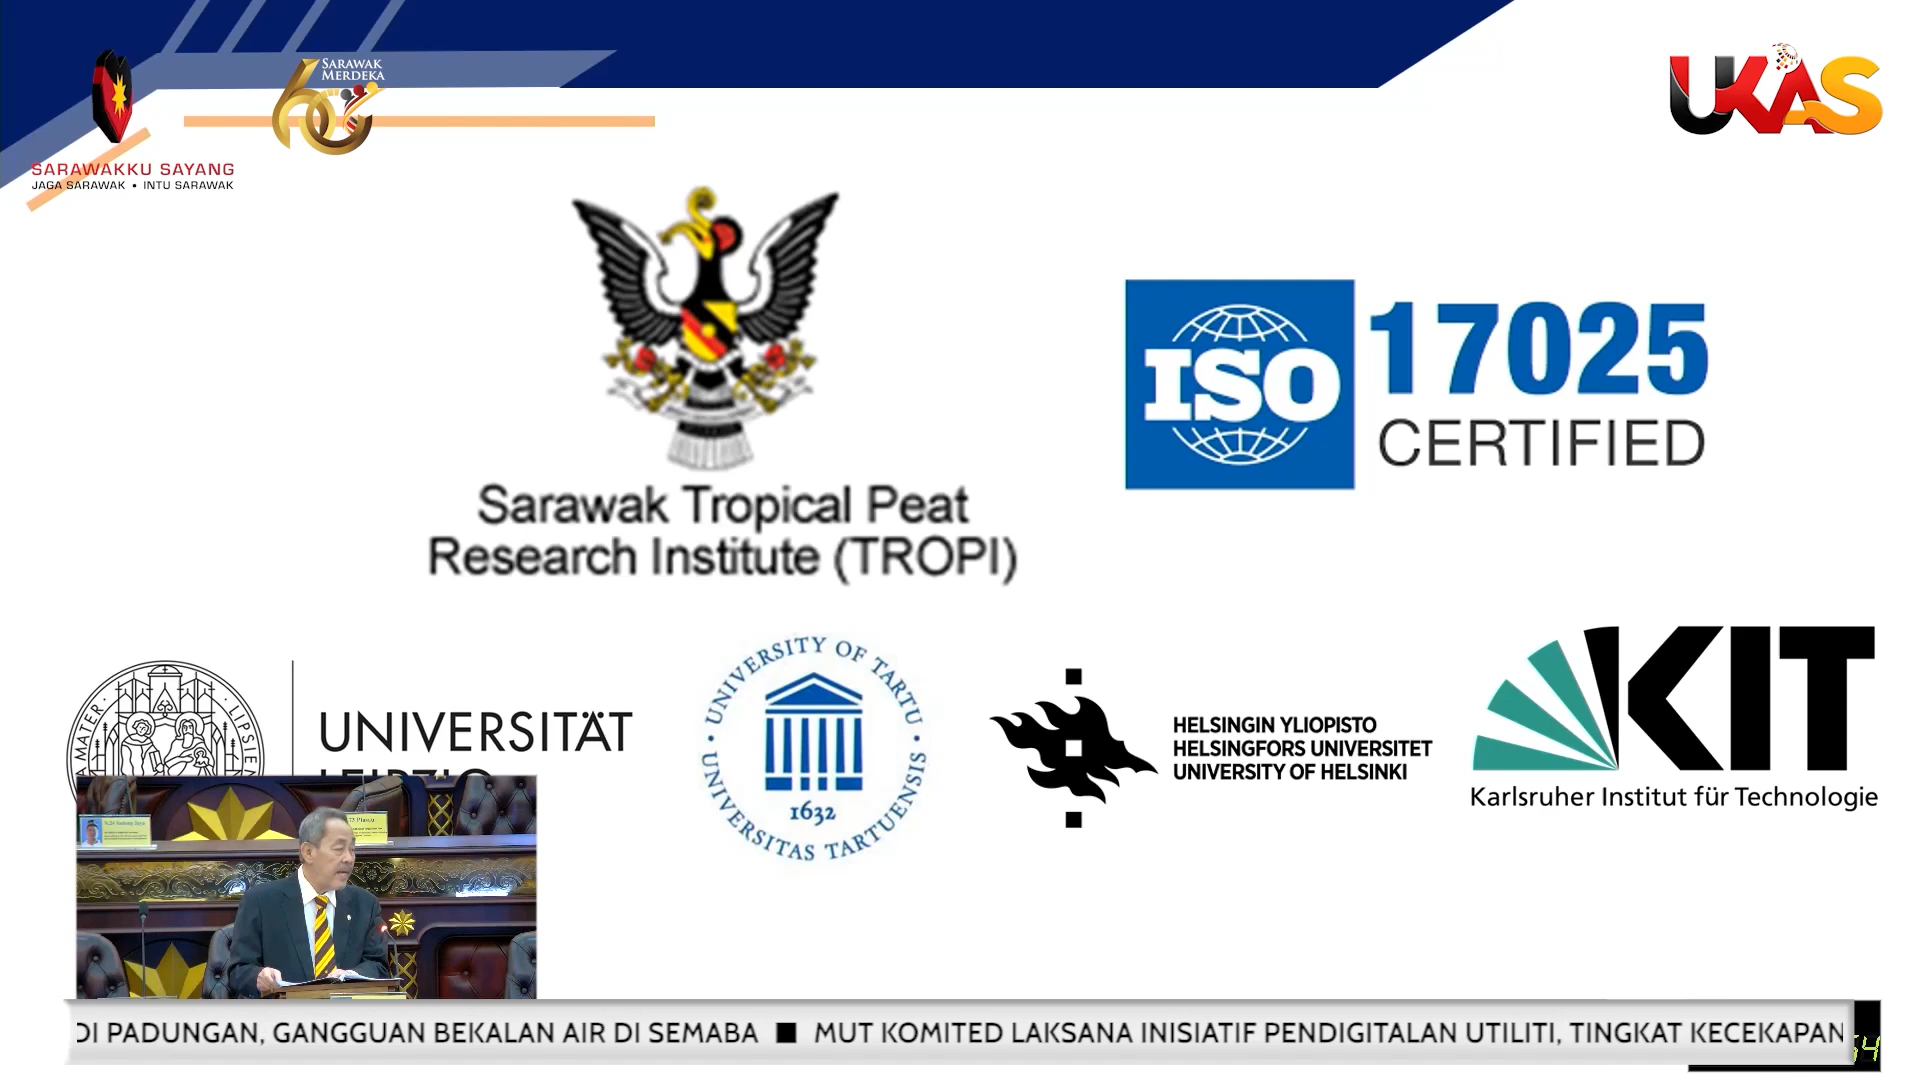 SARAWAK
MERDEKA
60
UKAS
SARAWAKKU SAYANG
JAGA SARAWAK • INTU SARAWAK
ISO
17025
CERTIFIED
Sarawak Tropical Peat
Research Institute (TROPI)
UNIVERSITÄT
LEIPZIG
UNIVERSITY OF TARTU
1632
UNIVERSITAS TARTUENSIS
HELSINGIN YLIOPISTO
HELSINGFORS UNIVERSITET
UNIVERSITY OF HELSINKI
KIT
Karlsruher Institut für Technologie
DI PADUNGAN, GANGGUAN BEKALAN AIR DI SEMABA ■ MUT KOMITED LAKSANA INISIATIF PENDIGITALAN UTILITI, TINGKAT KECEKAPAN